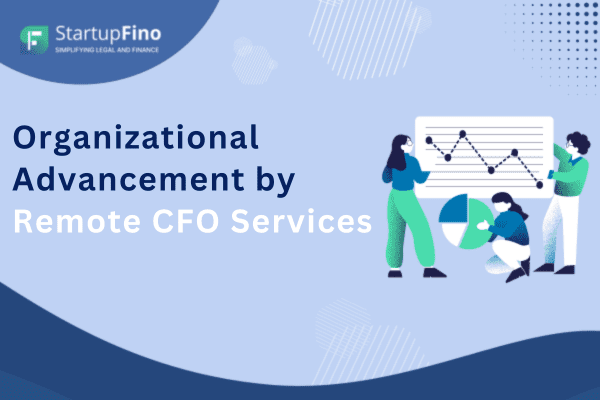 StartupFino
SIMPLIFYING LEGAL AND FINANCE
Organizational
Advancement by
Remote CFO Services